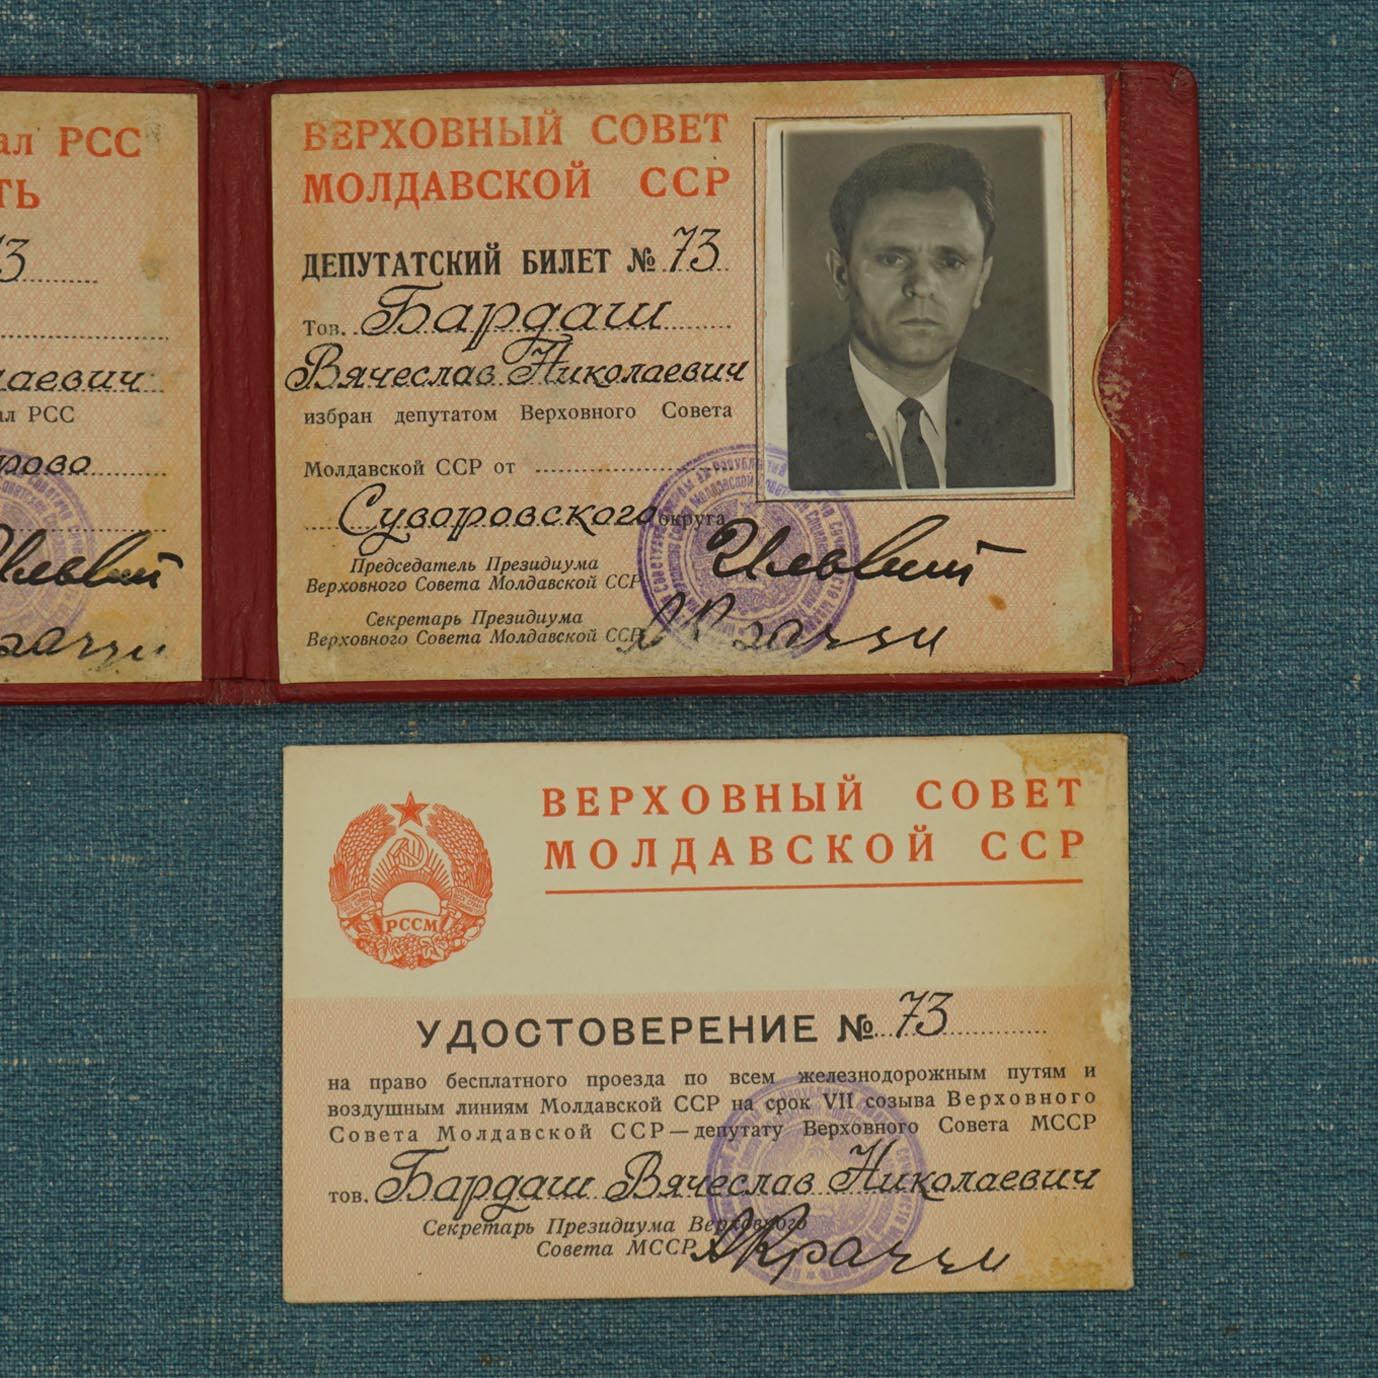 ал РСС
ТЬ
73
лаевич
ал РСС
рово
ВЕРХОВНЫЙ СОВЕТ
МОЛДАВСКОЙ ССР
ДЕПУТАТСКИЙ БИЛЕТ № 73
Тов. Бардаш
Вячеслав Николаевич
избран депутатом Верховного Совета
Молдавской ССР от
Суворовского округа
Председатель Президиума
Верховного Совета Молдавской ССР
Секретарь Президиума
Верховного Совета Молдавской ССР
ВЕРХОВНЫЙ СОВЕТ
МОЛДАВСКОЙ ССР
РССМ
УДОСТОВЕРЕНИЕ № 73
на право бесплатного проезда по всем железнодорожным путям и
воздушным линиям Молдавской ССР на срок VII созыва Верховного
Совета Молдавской ССР — депутату Верховного Совета МССР
тов. Бардаш Вячеслав Николаевич
Секретарь Президиума Верховного
Совета МССР